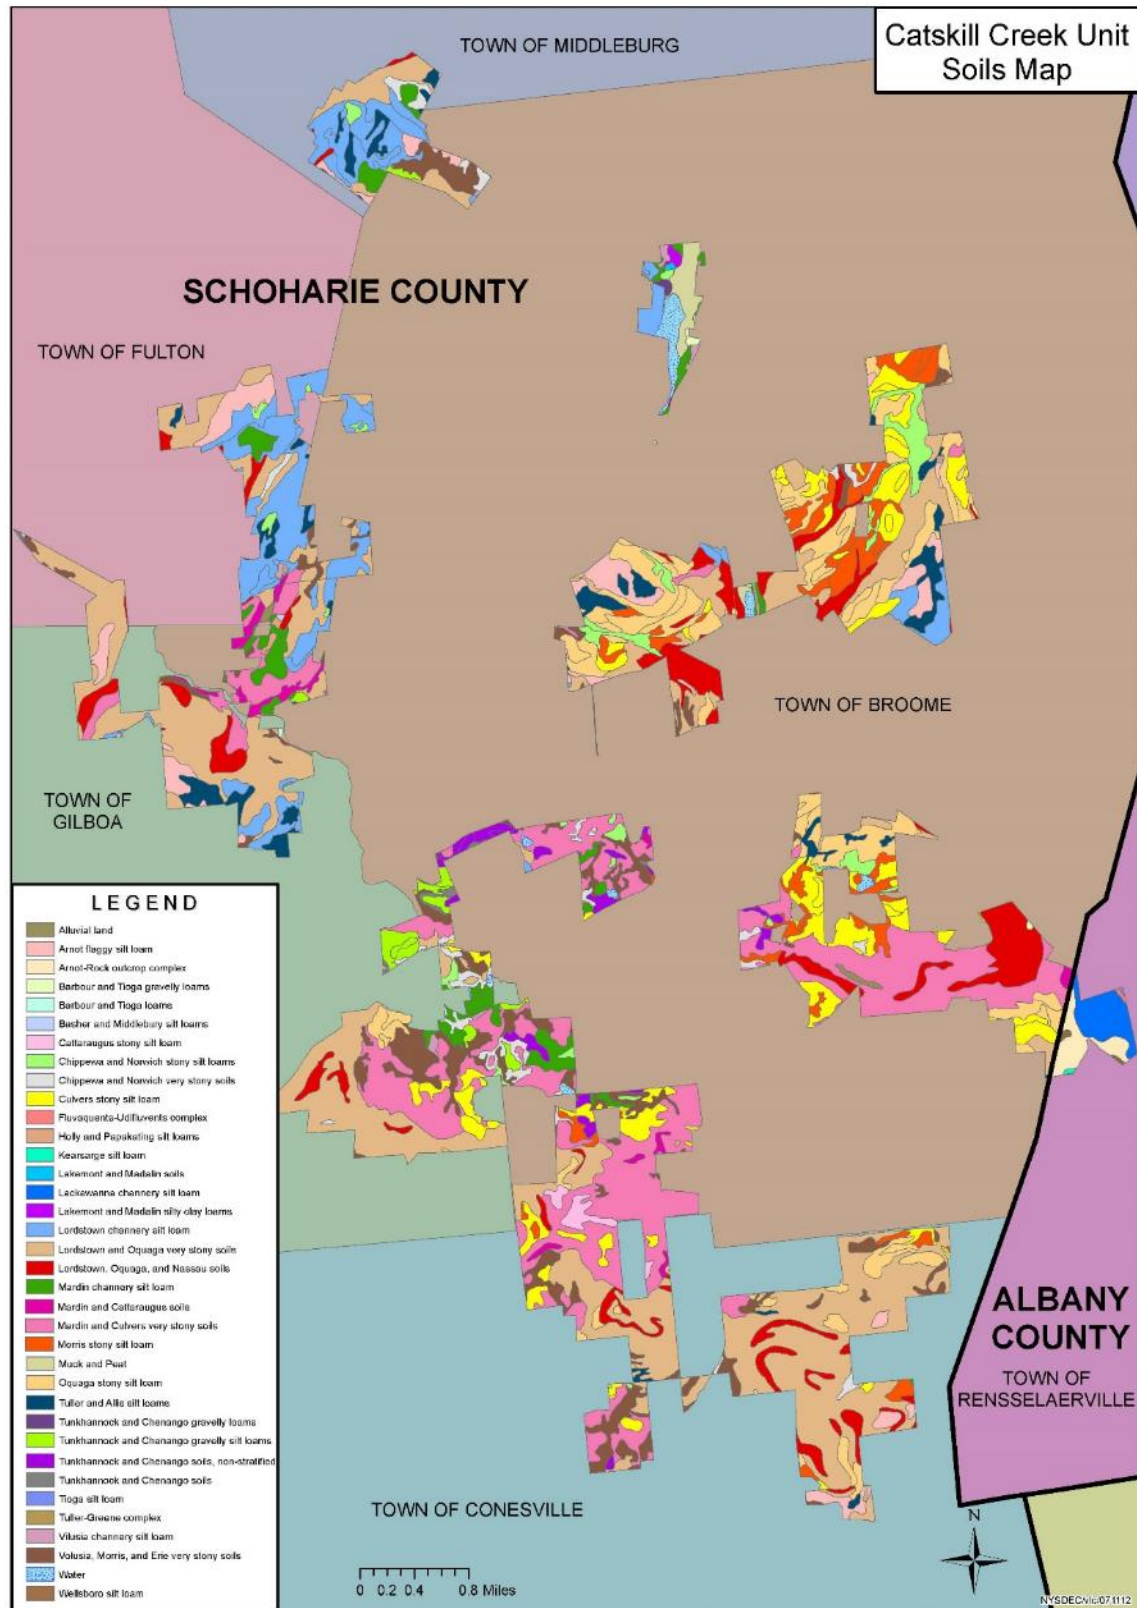 Catskill Creek Unit
Soils Map
TOWN OF MIDDLEBURG
SCHOHARIE COUNTY
TOWN OF FULTON
TOWN OF BROOME
TOWN OF
GILBOA
LEGEND
Alluvial land
Arnot flaggy silt loam
Arnot-Rock outcrop complex
Barbour and Tioga gravelly loams
Barbour and Tioga loams
Basher and Middlebury silt loams
Cattaraugus stony silt loam
Chippewa and Norwich stony silt loams
Chippewa and Norwich very stony soils
Culvers stony silt loam
Fluvaquents-Udifluvents complex
Holly and Papakating silt loams
Kearsarge silt loam
Lakemont and Madalin soils
Lackawanna channery silt loam
Lakemont and Madalin silty clay loams
Lordstown channery silt loam
Lordstown and Oquaga very stony soils
Lordstown, Oquaga, and Nassau soils
Mardin channery silt loam
Mardin and Cattaraugus soils
Mardin and Culvers very stony soils
Morris stony silt loam
Muck and Peat
Oquaga stony silt loam
Tuller and Allis silt loams
Tunkhannock and Chenango gravelly loams
Tunkhannock and Chenango gravelly silt loams
Tunkhannock and Chenango soils, non-stratified
Tunkhannock and Chenango soils
Tioga silt loam
Tuller-Greene complex
Vilusia channery silt loam
Volusia, Morris, and Erie very stony soils
Water
Wellsboro silt loam
ALBANY
COUNTY
TOWN OF
RENSSELAERVILLE
TOWN OF CONESVILLE
N
0 0.2 0.4 0.8 Miles